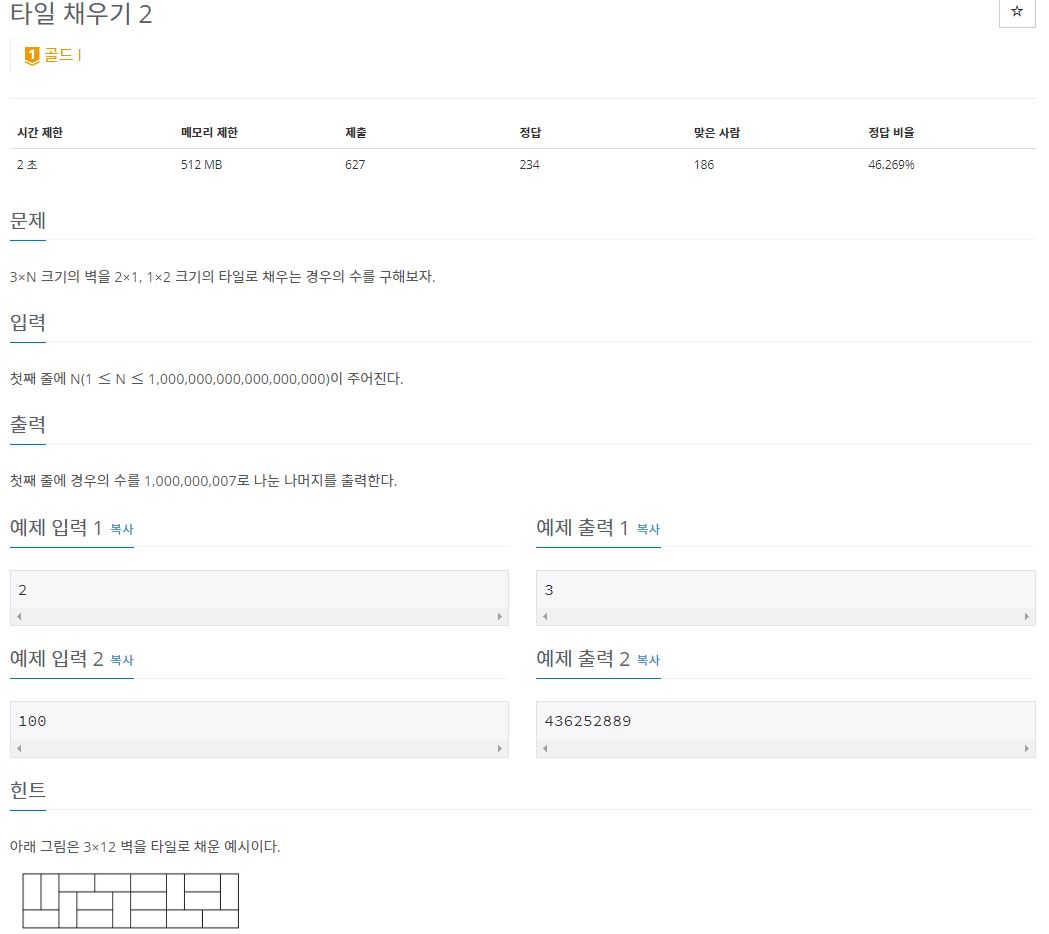 타일 채우기 2
☆
1 골드 I
시간 제한 메모리 제한 제출 정답 맞은 사람 정답 비율
2 초 512 MB 627 234 186 46.269%
문제
3×N 크기의 벽을 2×1, 1×2 크기의 타일로 채우는 경우의 수를 구해보자.
입력
첫째 줄에 N(1 ≤ N ≤ 1,000,000,000,000,000,000)이 주어진다.
출력
첫째 줄에 경우의 수를 1,000,000,007로 나눈 나머지를 출력한다.
예제 입력 1 복사
2
예제 출력 1 복사
3
예제 입력 2 복사
100
예제 출력 2 복사
436252889
힌트
아래 그림은 3×12 벽을 타일로 채운 예시이다.